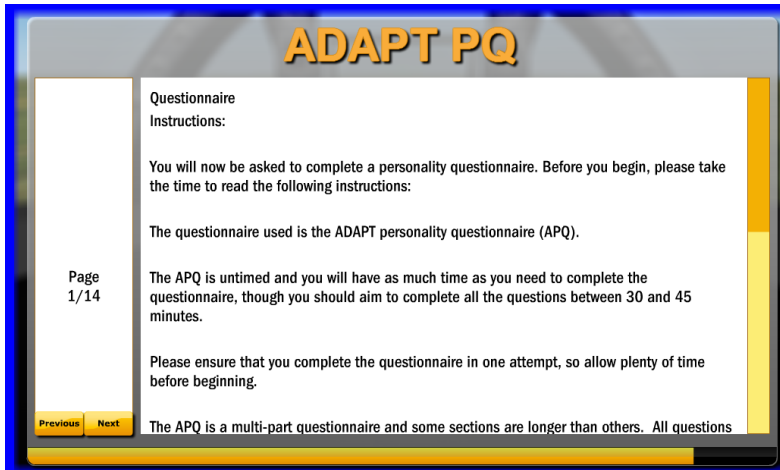 ADAPT PQ
Questionnaire
Instructions:
You will now be asked to complete a personality questionnaire. Before you begin, please take
the time to read the following instructions:
The questionnaire used is the ADAPT personality questionnaire (APQ).
The APQ is untimed and you will have as much time as you need to complete the
questionnaire, though you should aim to complete all the questions between 30 and 45
minutes.
Please ensure that you complete the questionnaire in one attempt, so allow plenty of time
before beginning.
The APQ is a multi-part questionnaire and some sections are longer than others. All questions
Page
1/14
Previous Next